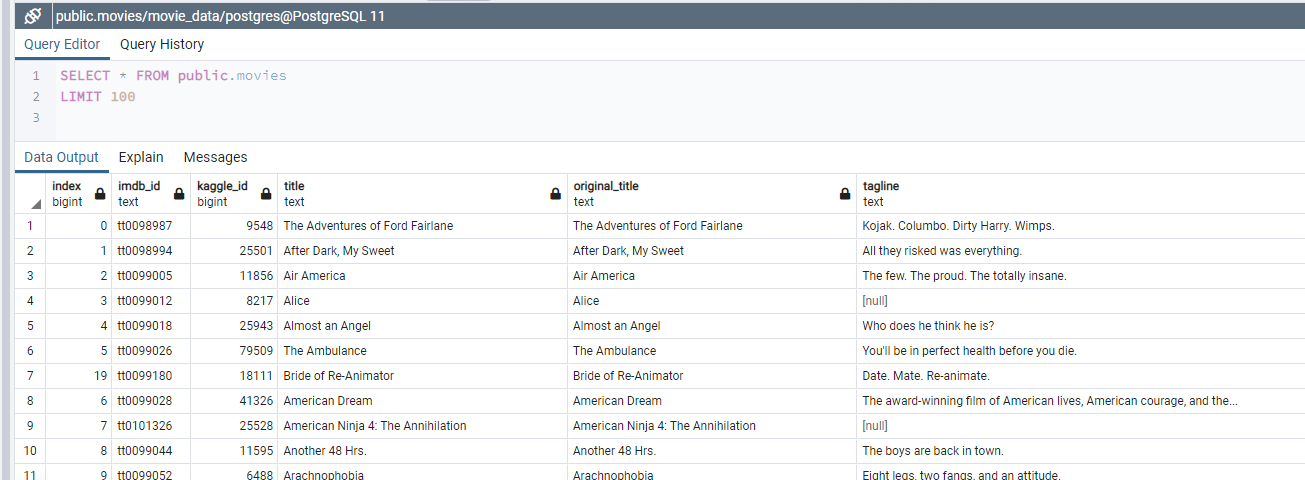 public.movies/movie_data/postgres@PostgreSQL 11
Query Editor Query History
1 SELECT * FROM public.movies
2 LIMIT 100
3
Data Output Explain Messages
index imdb_id kaggle_id title original_title tagline
bigint text bigint text text text
1 0 tt0098987 9548 The Adventures of Ford Fairlane The Adventures of Ford Fairlane Kojak. Columbo. Dirty Harry. Wimps.
2 1 tt0098994 25501 After Dark, My Sweet After Dark, My Sweet All they risked was everything.
3 2 tt0099005 11856 Air America Air America The few. The proud. The totally insane.
4 3 tt0099012 8217 Alice Alice [null]
5 4 tt0099018 25943 Almost an Angel Almost an Angel Who does he think he is?
6 5 tt0099026 79509 The Ambulance The Ambulance You'll be in perfect health before you die.
7 19 tt0099180 18111 Bride of Re-Animator Bride of Re-Animator Date. Mate. Re-animate.
8 6 tt0099028 41326 American Dream American Dream The award-winning film of American lives, American courage, and the...
9 7 tt0101326 25528 American Ninja 4: The Annihilation American Ninja 4: The Annihilation [null]
10 8 tt0099044 11595 Another 48 Hrs. Another 48 Hrs. The boys are back in town.
11 9 tt0099052 6488 Arachnophobia Arachnophobia Eight legs, two fangs, and an attitude.